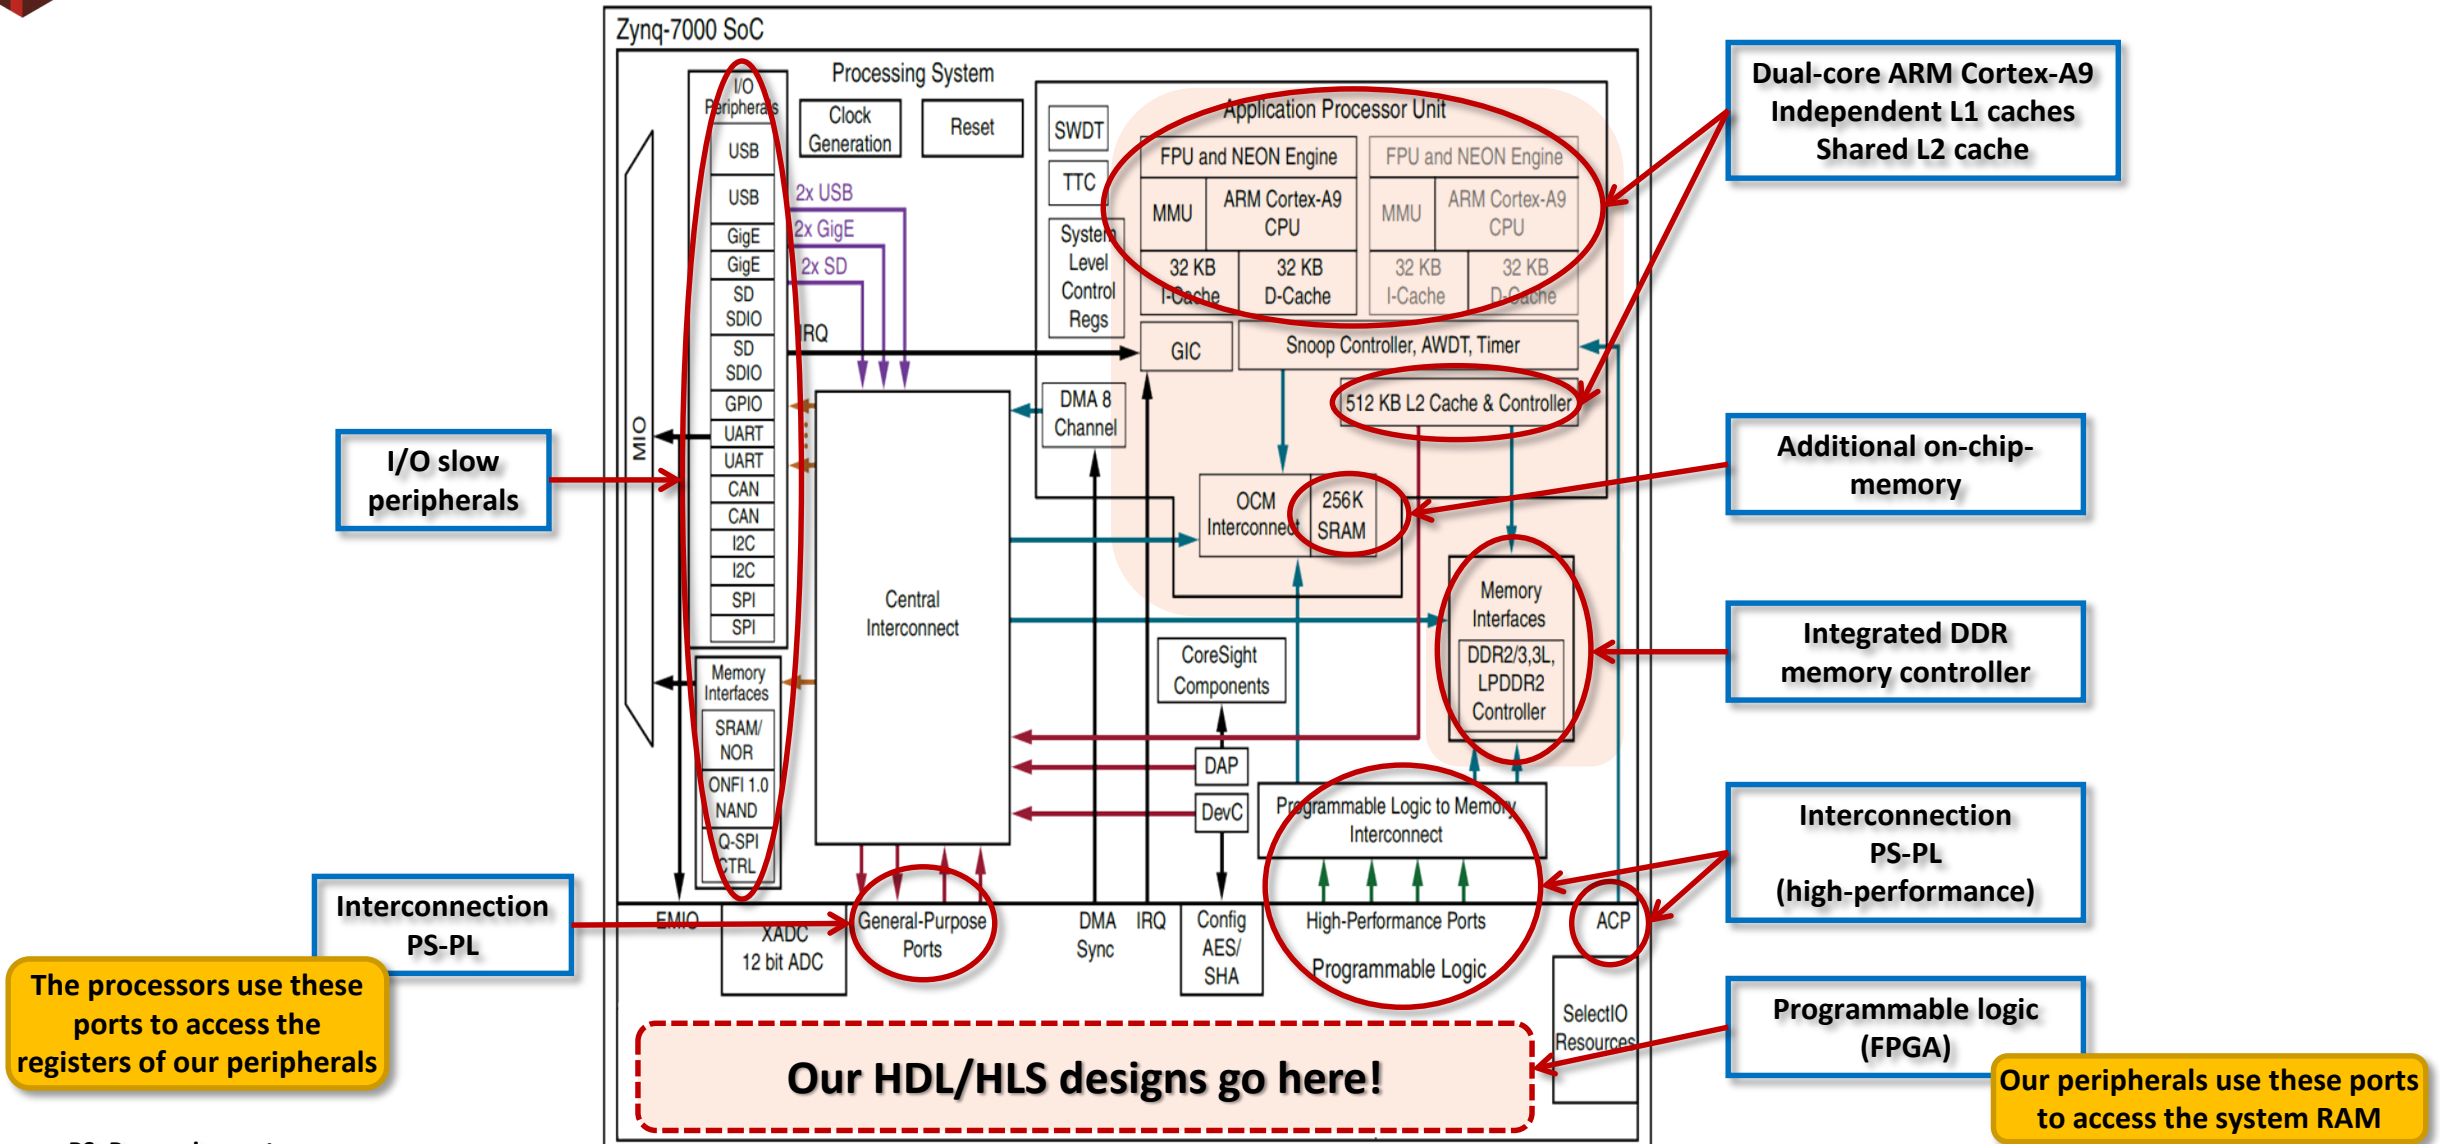 Zynq-7000 SoC
Processing System
I/O
Peripherals
USB
USB
GigE
GigE
SD
SDIO
SD
SDIO
GPIO
UART
UART
CAN
CAN
I2C
I2C
SPI
SPI
Memory
Interfaces
SRAM/
NOR
ONFI 1.0
NAND
Q-SPI
CTRL
MIO
Clock
Generation
Reset
2x USB
2x GigE
2x SD
IRQ
Central
Interconnect
SWDT
TTC
System
Level
Control
Regs
DMA 8
Channel
Application Processor Unit
FPU and NEON Engine
MMU
ARM Cortex-A9
CPU
32 KB
I-Cache
32 KB
D-Cache
FPU and NEON Engine
MMU
ARM Cortex-A9
CPU
32 KB
I-Cache
32 KB
D-Cache
GIC
Snoop Controller, AWDT, Timer
512 KB L2 Cache & Controller
OCM
Interconnect
256K
SRAM
Memory
Interfaces
DDR2/3,3L,
LPDDR2
Controller
CoreSight
Components
DAP
DevC
Programmable Logic to Memory
Interconnect
EMIO
XADC
12 bit ADC
General-Purpose
Ports
DMA
Sync
IRQ
Config
AES/
SHA
High-Performance Ports
Programmable Logic
ACP
SelectIO
Resources
Our HDL/HLS designs go here!
I/O slow
peripherals
Interconnection
PS-PL
The processors use these
ports to access the
registers of our peripherals
Dual-core ARM Cortex-A9
Independent L1 caches
Shared L2 cache
Additional on-chip-
memory
Integrated DDR
memory controller
Interconnection
PS-PL
(high-performance)
Programmable logic
(FPGA)
Our peripherals use these ports
to access the system RAM